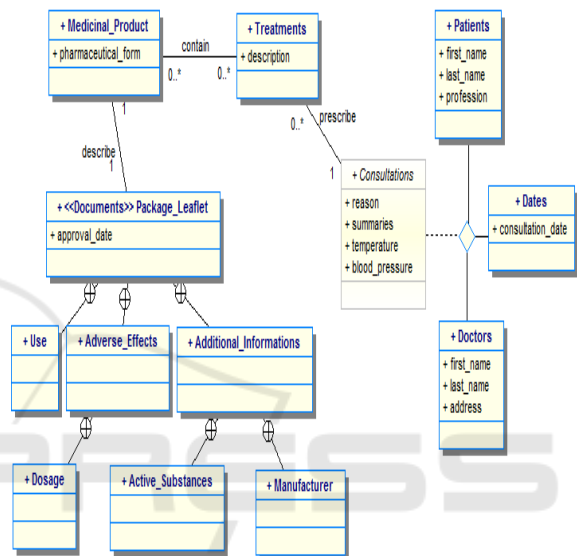 + Medicinal_Product
+ pharmaceutical_form
contain
0..*
0..*
+ Treatments
+ description
+ Patients
+ first_name
+ last_name
+ profession
1
describe
1
0..*
prescribe
1
+ Consultations
+ reason
+ summaries
+ temperature
+ blood_pressure
+ Dates
+ consultation_date
+ <<Documents>> Package_Leaflet
+ approval_date
+ Use
+ Adverse_Effects
+ Additional_Informations
+ Doctors
+ first_name
+ last_name
+ address
+ Dosage
+ Active_Substances
+ Manufacturer
PRESS